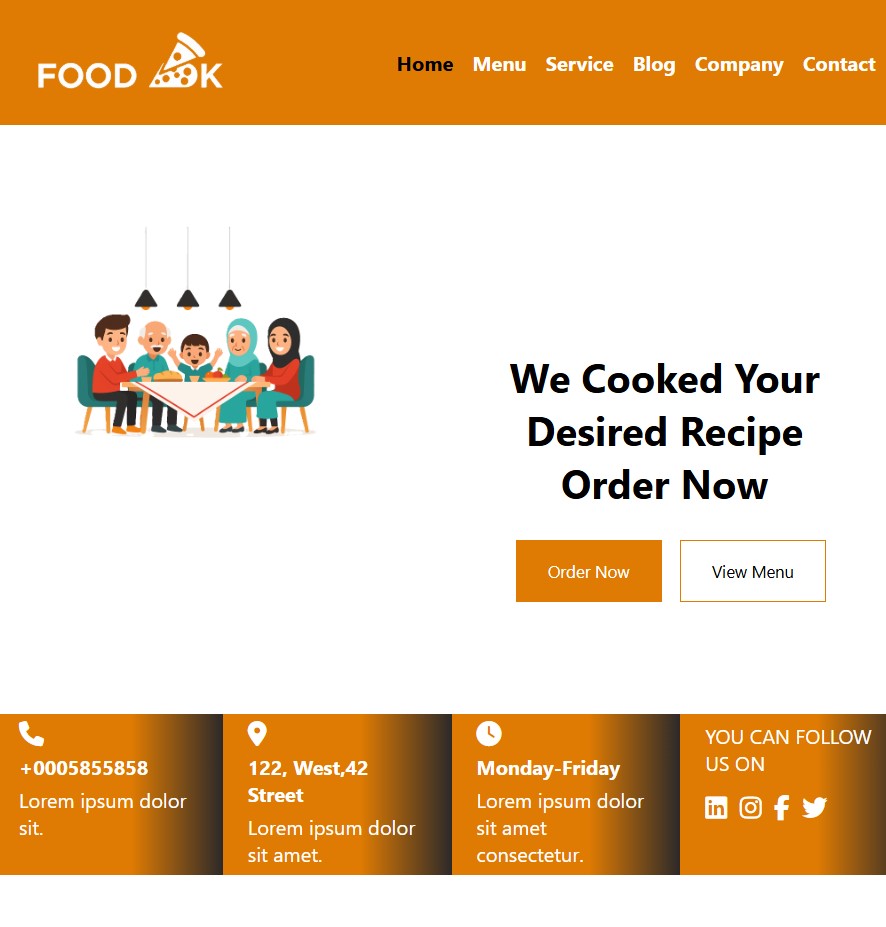 FOOD OK
Home Menu Service Blog Company Contact
We Cooked Your
Desired Recipe
Order Now
Order Now
View Menu
+0005855858
Lorem ipsum dolor
sit.
122, West,42
Street
Lorem ipsum dolor
sit amet.
Monday-Friday
Lorem ipsum dolor
sit amet
consectetur.
YOU CAN FOLLOW
US ON